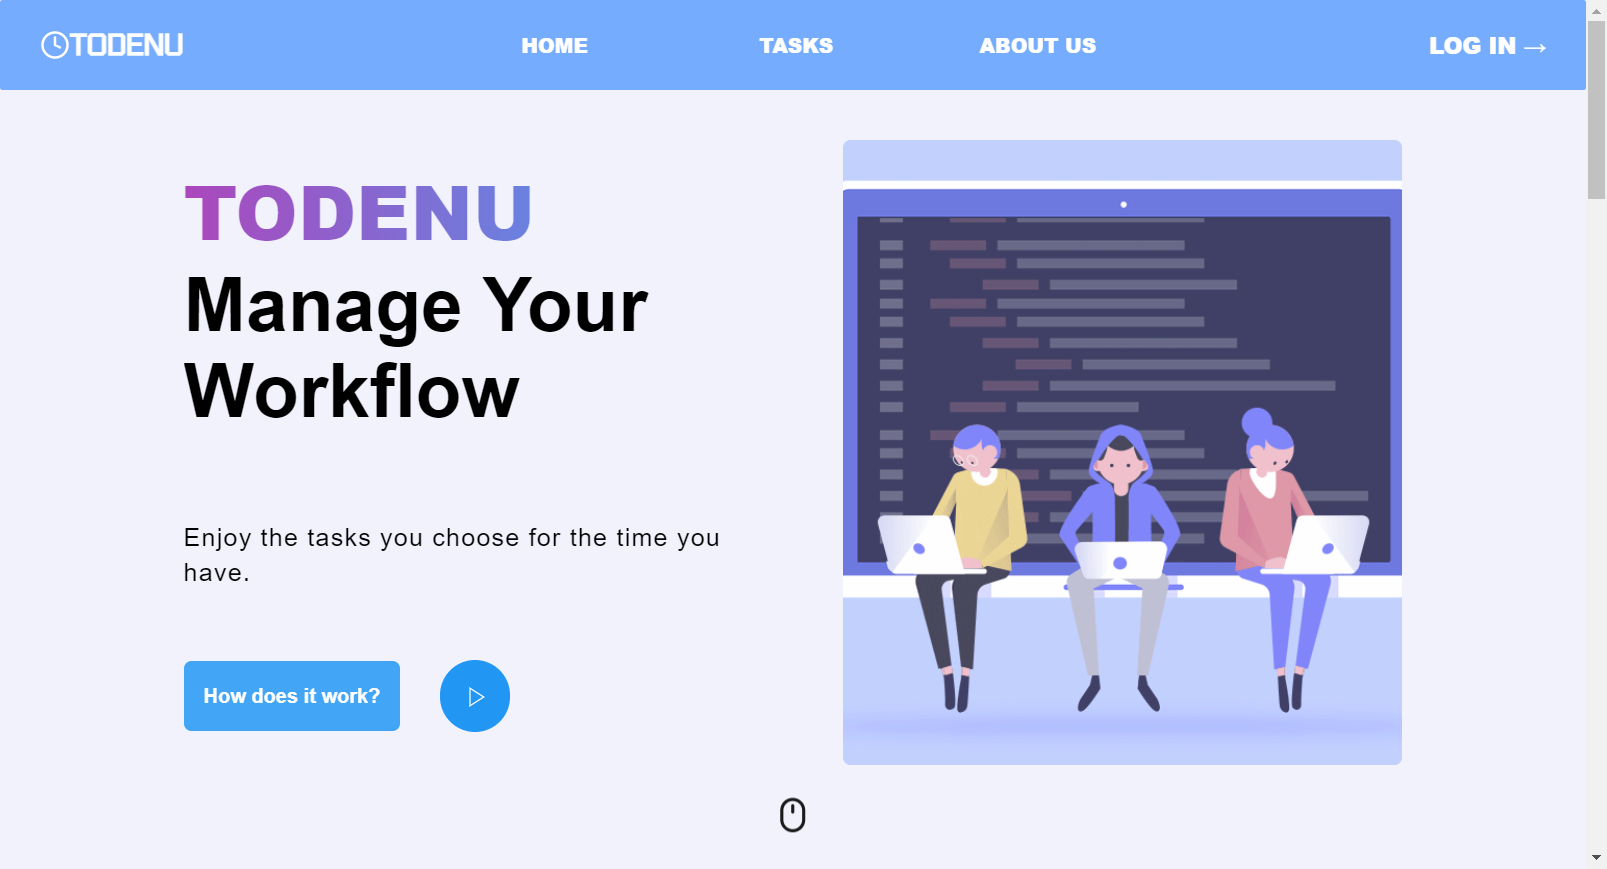 TODENU
HOME
TASKS
ABOUT US
LOG IN →
TODENU
Manage Your
Workflow
Enjoy the tasks you choose for the time you
have.
How does it work?